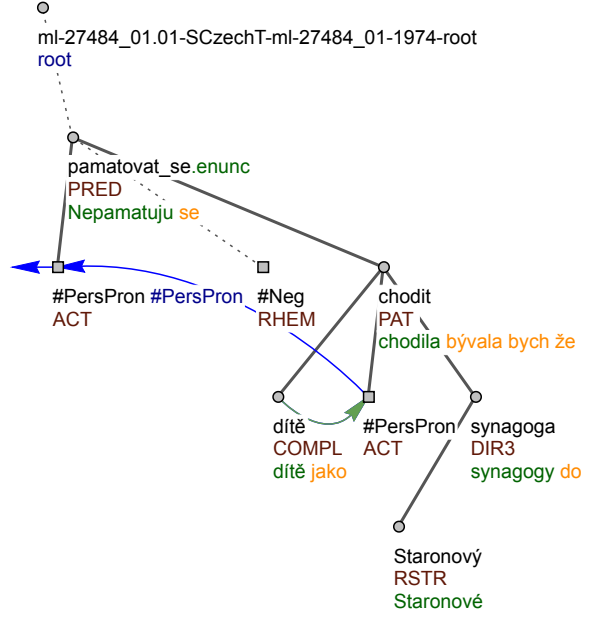 ml-27484_01.01-SCzechT-ml-27484_01-1974-root
root
pamatovat_se.enunc
PRED
Nepamatuju se
#PersPron #PersPron #Neg chodit
ACT RHEM PAT
chodila bývala bych že
dítě #PersPron synagoga
COMPL ACT DIR3
dítě jako synagogy do
Staronový
RSTR
Staronové